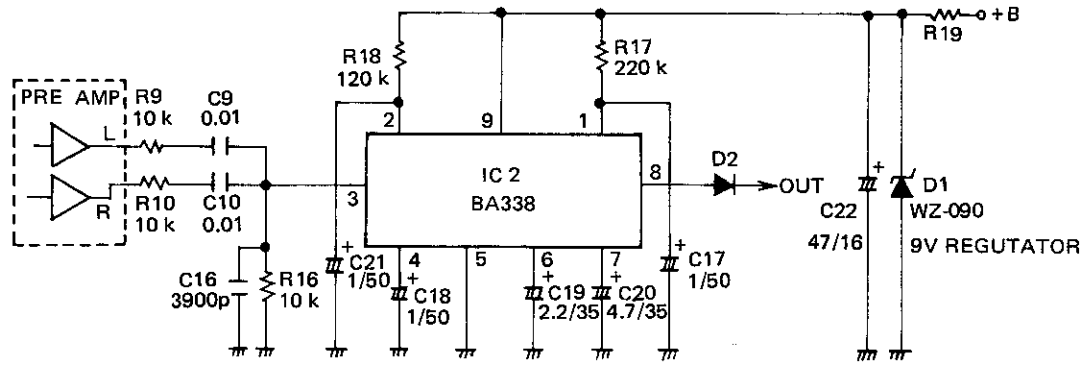 +B
R19
R18
120 k
R17
220 k
PRE AMP
R9
10 k
C9
0.01
L
2
9
1
IC 2
BA338
3
8
D2
OUT
R
R10
10 k
C10
0.01
C22
47/16
+
D1
WZ-090
9V REGUTATOR
C16
3900p
R16
10 k
+
C21
1/50
4
+
C18
1/50
5
6
+
C19
2.2/35
7
+
C20
4.7/35
+
C17
1/50